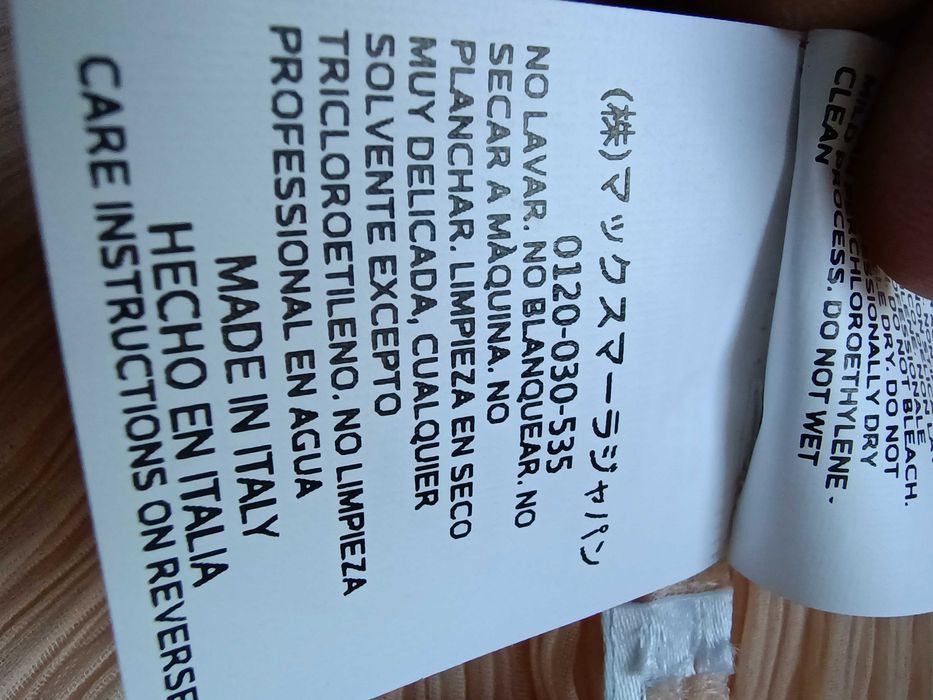 (株)マックスマーラジャパン
0120-030-535
NO LAVAR. NO BLANQUEAR. NO
SECAR A MÀQUINA. NO
PLANCHAR. LIMPIEZA EN SECO
MUY DELICADA, CUALQUIER
SOLVENTE EXCEPTO
TRICLOROETILENO. NO LIMPIEZA
PROFESSIONAL EN AGUA
MADE IN ITALY
HECHO EN ITALIA
CARE INSTRUCTIONS ON REVERSE
NOT BLEACH.
DRY. DO NOT
SIONALLY DRY
CHLOROETHYLENE -
PROCESS. DO NOT WET
CLEAN